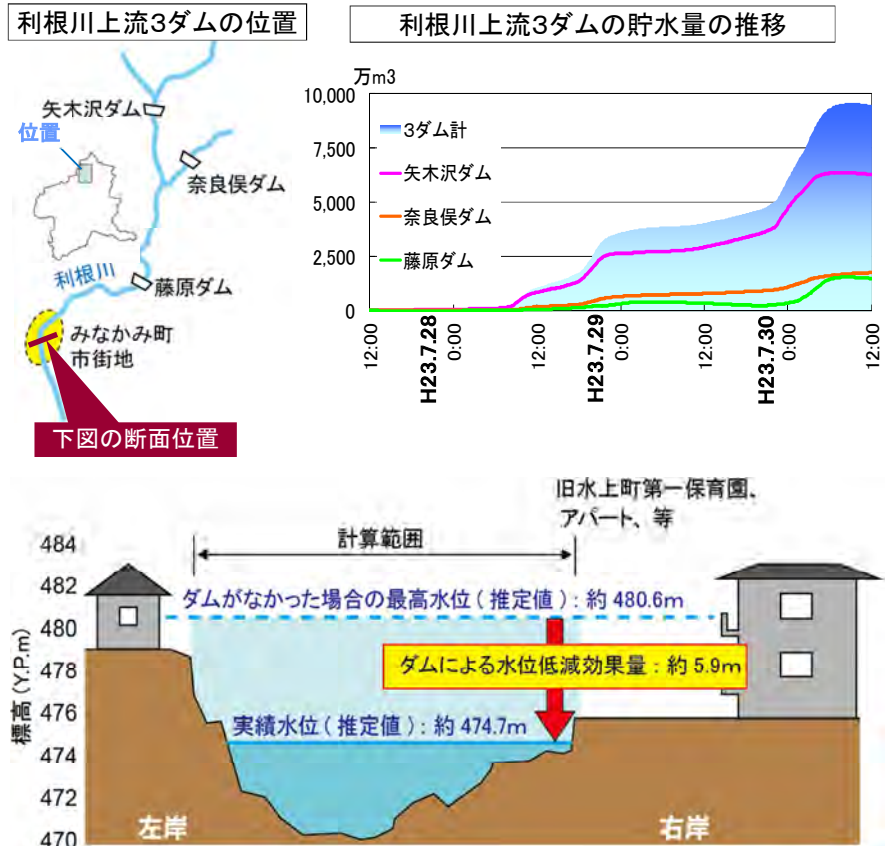 利根川上流3ダムの位置
矢木沢ダム
位置
奈良俣ダム
利根川
藤原ダム
みなかみ町
市街地
下図の断面位置
利根川上流3ダムの貯水量の推移
万m3
10,000
7,500
5,000
2,500
0
3ダム計
矢木沢ダム
奈良俣ダム
藤原ダム
12:00
H23.7.28
0:00
12:00
H23.7.29
0:00
12:00
H23.7.30
0:00
12:00
旧水上町第一保育園、
アパート、等
計算範囲
標高(Y.P.m)
484
482
480
478
476
474
472
470
ダムがなかった場合の最高水位(推定値):約480.6m
ダムによる水位低減効果量:約5.9m
実績水位(推定値):約474.7m
左岸
右岸